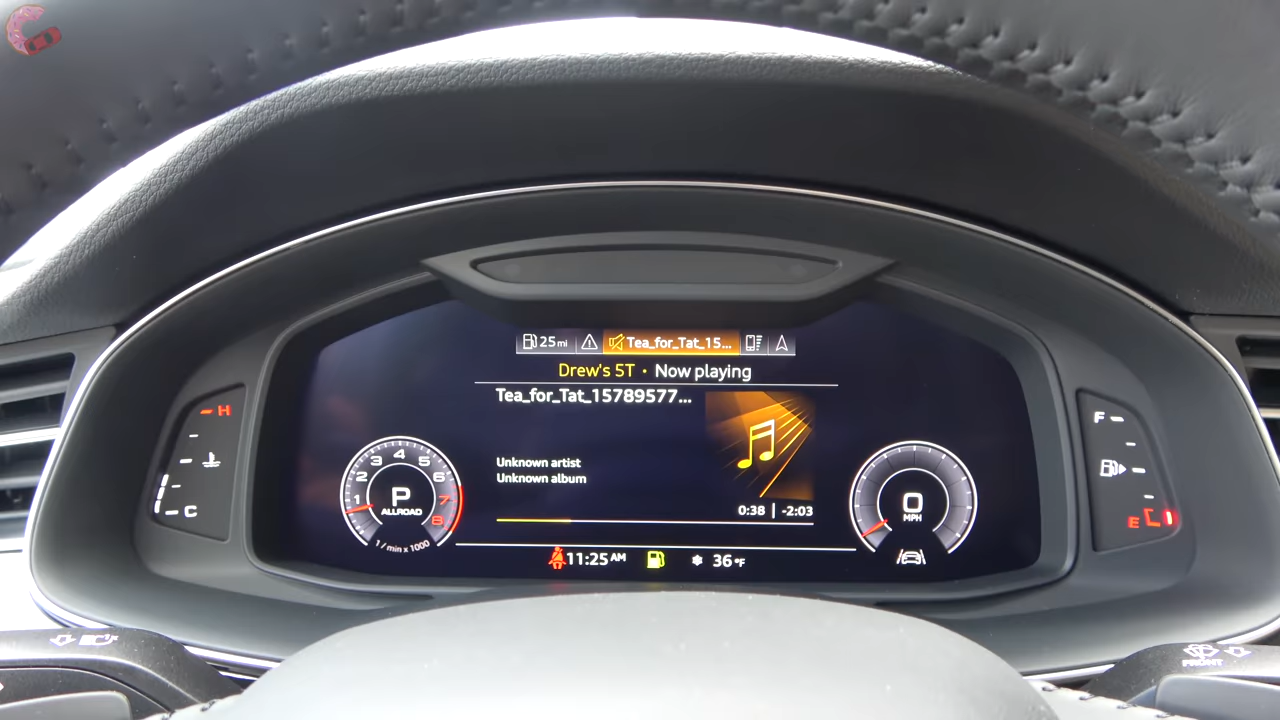 25 mi Tea_for_Tat_15...
Drew's 5T • Now playing
Tea_for_Tat_15789577...
Unknown artist
Unknown album
0:38 | -2:03
H
C
1 2 3 4 5 6 7 8
P
ALLROAD
1 / min x 1000
0
MPH
F
E
11:25 AM
36 °F
FRONT